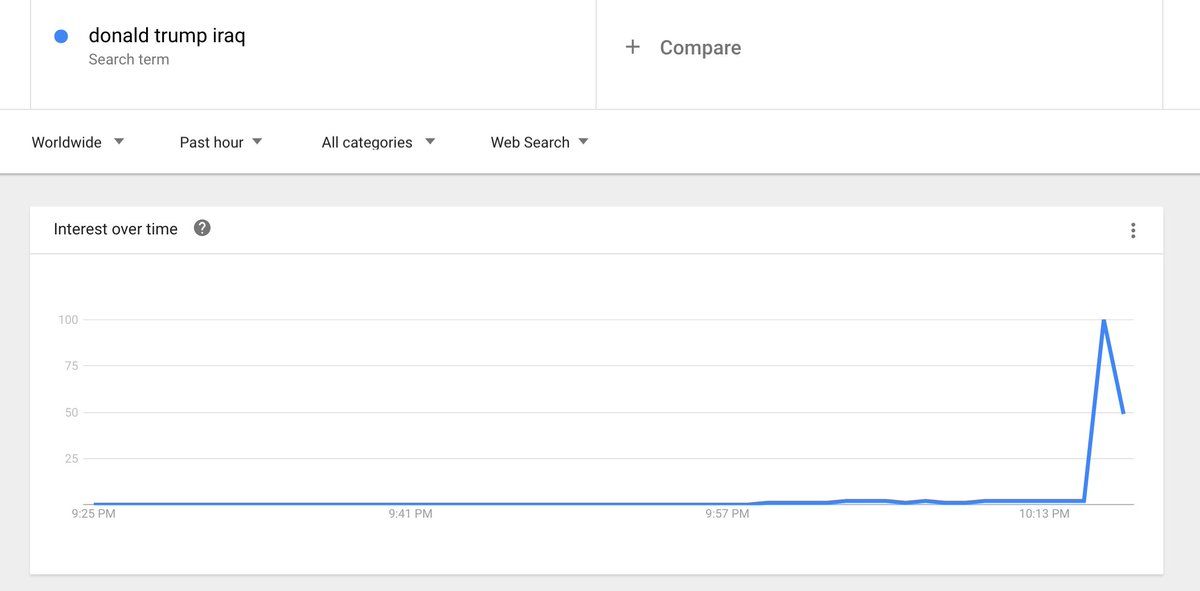 donald trump iraq
Search term
+ Compare
Worldwide
Past hour
All categories
Web Search
Interest over time ?
100
75
50
25
9:25 PM
9:41 PM
9:57 PM
10:13 PM